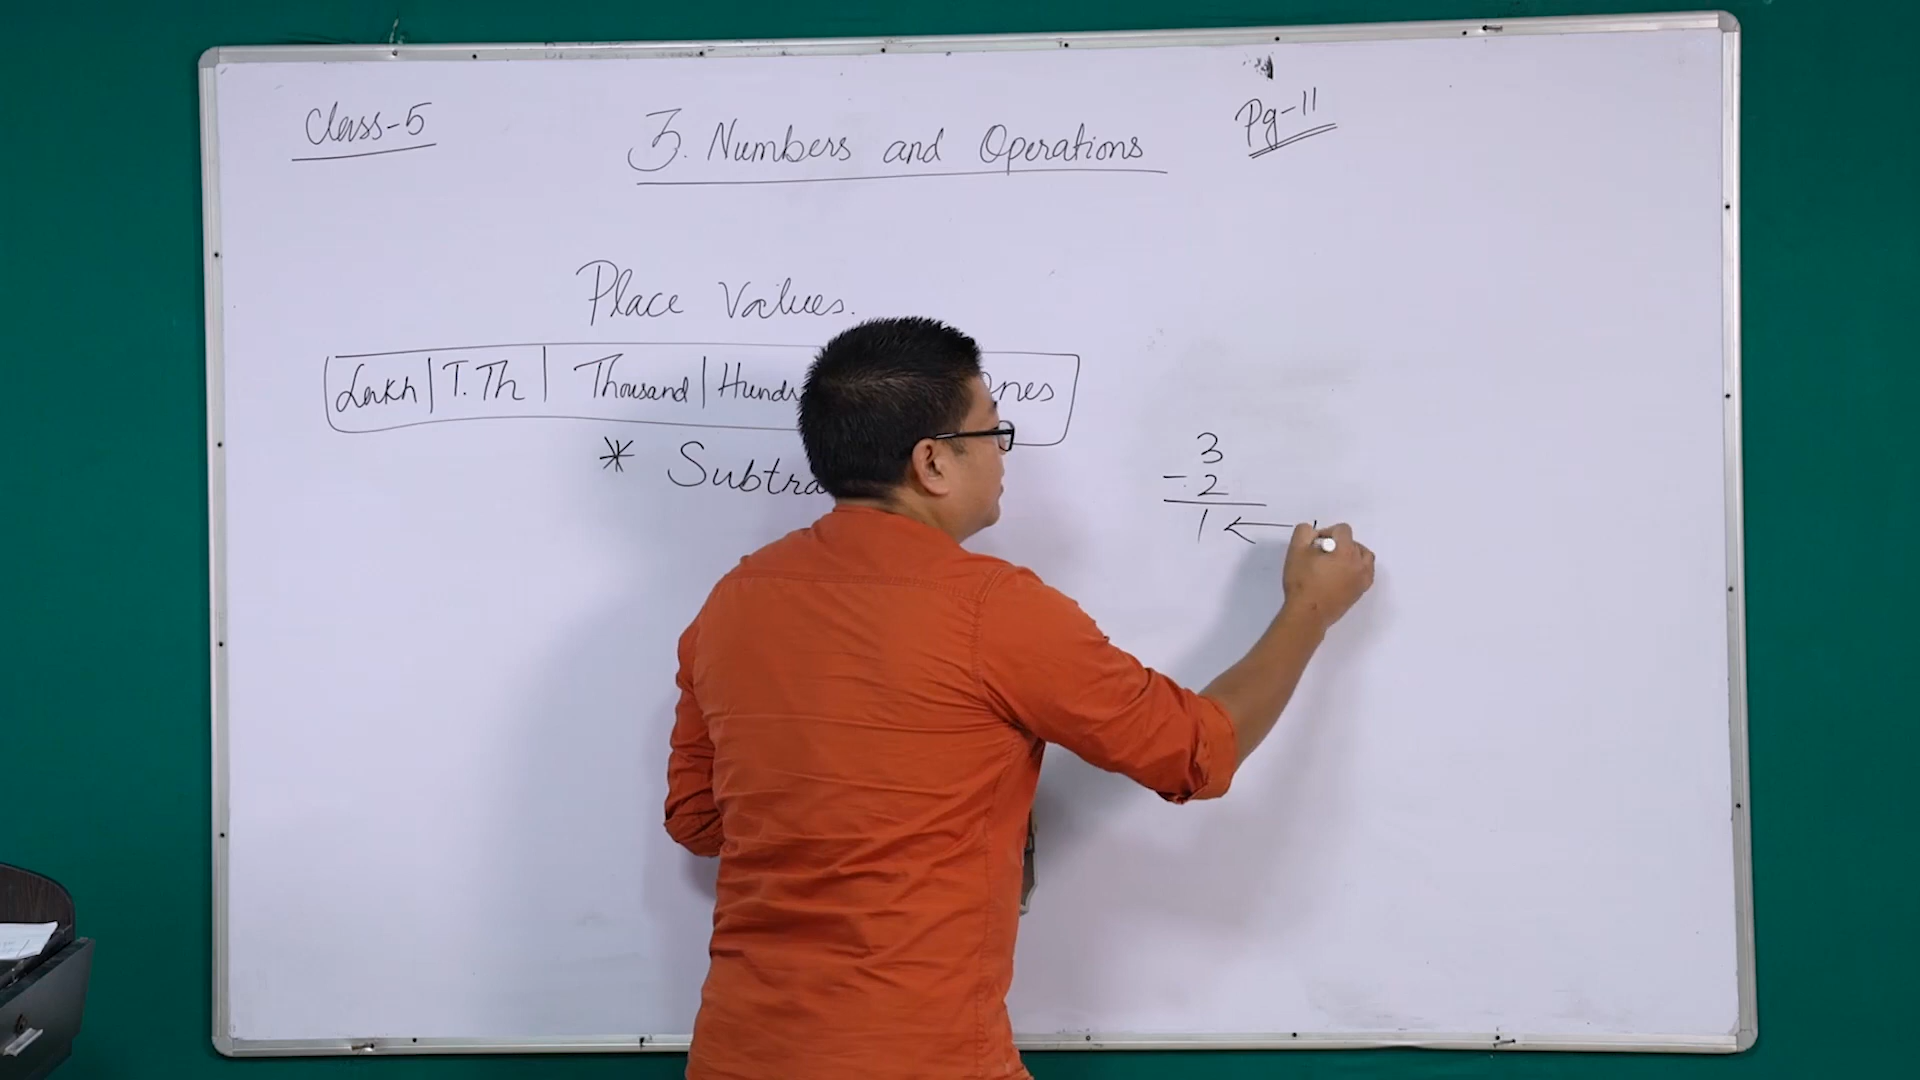 Class-5
3. Numbers and Operations
Pg-11
Place Values.
Lakh | T.Th | Thousand | Hundr
nes
* Subtra
3
- 2
1 ←